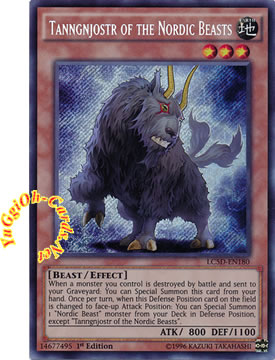 TANNGNJOSTR OF THE NORDIC BEASTS
EARTH
地
YuGgiOh-Cards.Net
LC5D-EN180
[BEAST / EFFECT]
When a monster you control is destroyed by battle and sent to
your Graveyard: You can Special Summon this card from your
hand. Once per turn, when this Defense Position card on the field
is changed to face-up Attack Position: You can Special Summon
1 "Nordic Beast" monster from your Deck in Defense Position,
except "Tanngnjostr of the Nordic Beasts".
ATK/ 800 DEF/1100
14677495
1st Edition
©1996 KAZUKI TAKAHASHI